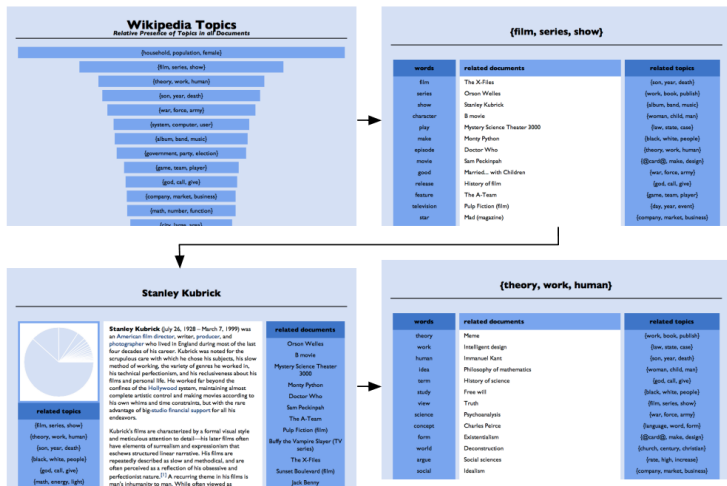 Wikipedia Topics
Relative Presence of Topics in all Documents
{household, population, female}
{film, series, show}
{theory, work, human}
{son, year, death}
{war, force, army}
{system, computer, user}
{album, band, music}
{government, party, election}
{game, team, player}
{god, call, give}
{company, market, business}
{math, number, function}
{film, series, show}
words related documents related topics
film The X-Files {son, year, death}
series Orson Welles {work, book, publish}
show Stanley Kubrick {album, band, music}
character B movie {woman, child, man}
play Mystery Science Theater 3000 {law, state, case}
make Monty Python {black, white, people}
episode Doctor Who {theory, work, human}
movie Sam Peckinpah {@card@, make, design}
good Married... with Children {war, force, army}
release History of film {god, call, give}
feature The A-Team {game, team, player}
television Pulp Fiction (film) {day, year, event}
star Mad (magazine) {company, market, business}
Stanley Kubrick
related topics
{film, series, show}
{theory, work, human}
{son, year, death}
{black, white, people}
{god, call, give}
{math, energy, light}
Stanley Kubrick (July 26, 1928 – March 7, 1999) was
an American film director, writer, producer, and
photographer who lived in England during most of the last
four decades of his career. Kubrick was noted for the
scrupulous care with which he chose his subjects, his slow
method of working, the variety of genres he worked in,
his technical perfectionism, and his reclusiveness about his
films and personal life. He worked far beyond the
confines of the Hollywood system, maintaining almost
complete artistic control and making movies according to
his own whims and time constraints, but with the rare
advantage of big-studio financial support for all his
endeavors.
Kubrick's films are characterized by a formal visual style
and meticulous attention to detail—his later films often
have elements of surrealism and expressionism that
eschews structured linear narrative. His films are
repeatedly described as slow and methodical, and are
often perceived as a reflection of his obsessive and
perfectionist nature.[1] A recurring theme in his films is
man's inhumanity to man. While often viewed as
related documents
Orson Welles
B movie
Mystery Science Theater
3000
Monty Python
Doctor Who
Sam Peckinpah
The A-Team
Pulp Fiction (film)
Buffy the Vampire Slayer (TV
series)
The X-Files
Sunset Boulevard (film)
Jack Benny
{theory, work, human}
words related documents related topics
theory Meme {work, book, publish}
work Intelligent design {law, state, case}
human Immanuel Kant {son, year, death}
idea Philosophy of mathematics {woman, child, man}
term History of science {god, call, give}
study Free will {black, white, people}
view Truth {film, series, show}
science Psychoanalysis {war, force, army}
concept Charles Peirce {language, word, form}
form Existentialism {@card@, make, design}
world Deconstruction {church, century, christian}
argue Social sciences {rate, high, increase}
social Idealism {company, market, business}